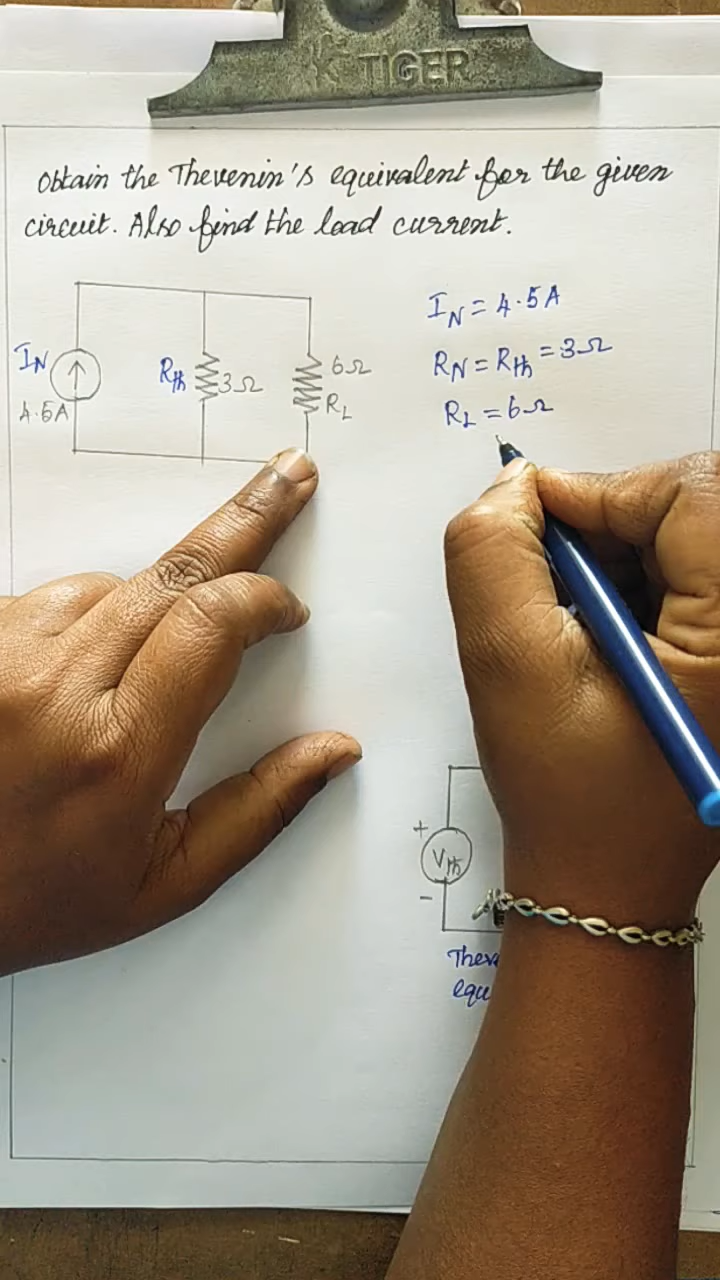 TIGER
Obtain the Thevenin's equivalent for the given
circuit. Also find the load current.
IN
4.5A
Rth
3Ω
6Ω
RL
IN = 4.5A
RN = Rth = 3Ω
RL = 6Ω
+
Vth
-